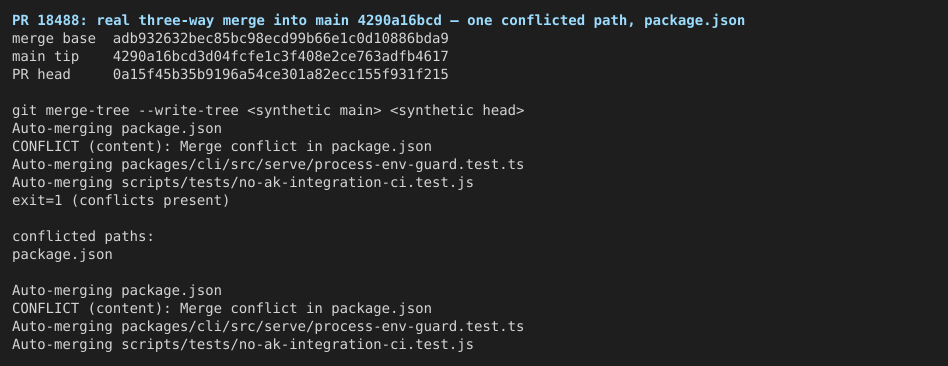 PR 18488: real three-way merge into main 4290a16bcd — one conflicted path, package.json
merge base  adb932632bec85bc98ecd99b66e1c0d10886bda9
main tip    4290a16bcd3d04fcfe1c3f408e2ce763adfb4617
PR head     0a15f45b35b9196a54ce301a82ecc155f931f215
git merge-tree --write-tree <synthetic main> <synthetic head>
Auto-merging package.json
CONFLICT (content): Merge conflict in package.json
Auto-merging packages/cli/src/serve/process-env-guard.test.ts
Auto-merging scripts/tests/no-ak-integration-ci.test.js
exit=1 (conflicts present)
conflicted paths:
package.json
Auto-merging package.json
CONFLICT (content): Merge conflict in package.json
Auto-merging packages/cli/src/serve/process-env-guard.test.ts
Auto-merging scripts/tests/no-ak-integration-ci.test.js